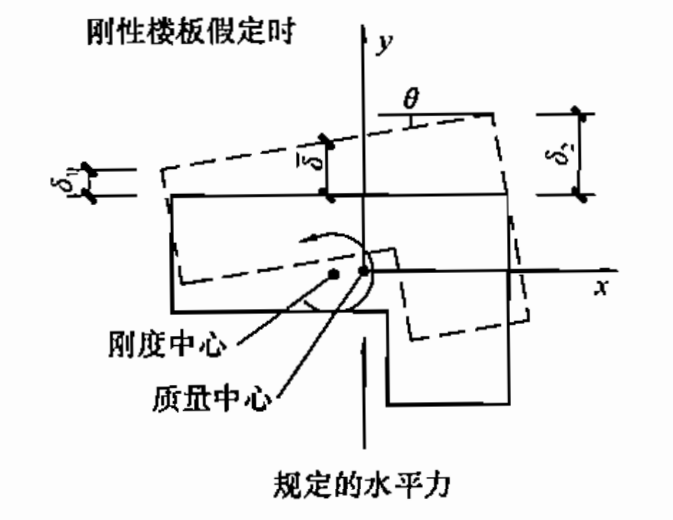 刚性楼板假定时
y
θ
δ₁
δ̄
δ₂
x
刚度中心
质量中心
规定的水平力